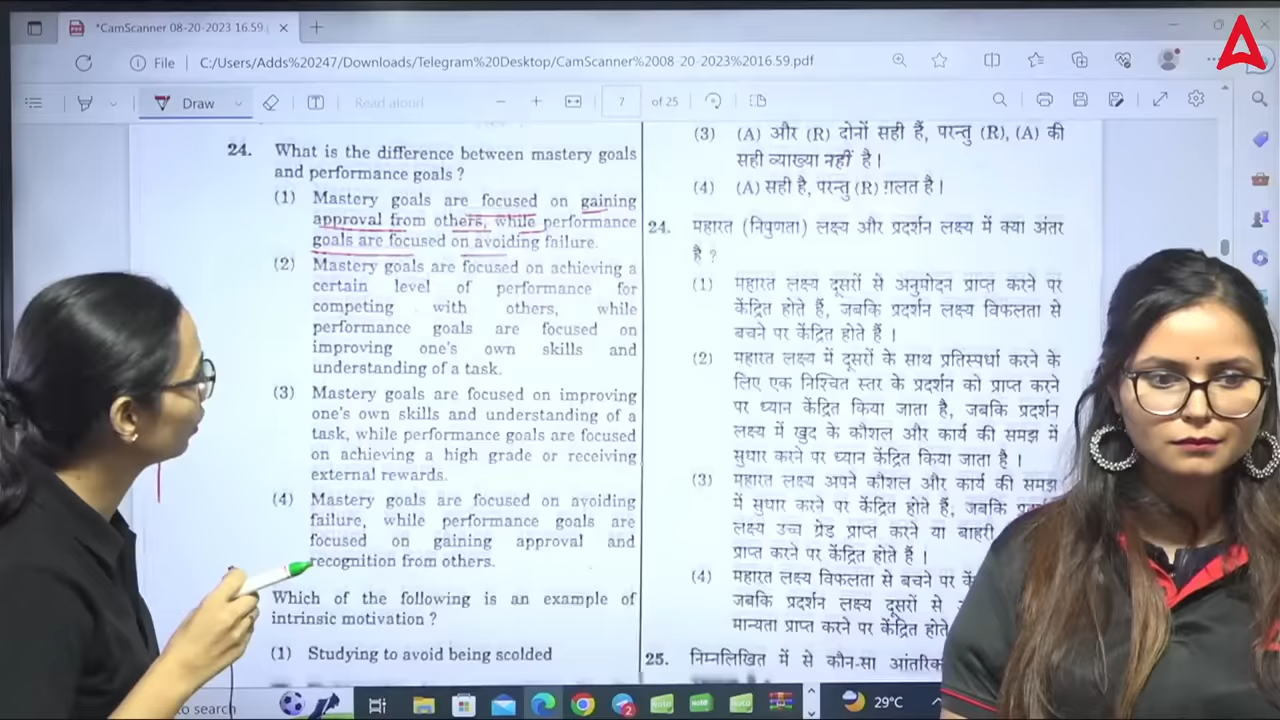 *CamScanner 08-20-2023 16.59
File
C:/Users/Adds%20247/Downloads/Telegram%20Desktop/CamScanner%2008-20-2023%2016.59.pdf
Draw
Read aloud
7
of 25
24. What is the difference between mastery goals
and performance goals ?
(1) Mastery goals are focused on gaining
approval from others, while performance
goals are focused on avoiding failure.
(2) Mastery goals are focused on achieving a
certain level of performance for
competing with others, while
performance goals are focused on
improving one's own skills and
understanding of a task.
(3) Mastery goals are focused on improving
one's own skills and understanding of a
task, while performance goals are focused
on achieving a high grade or receiving
external rewards.
(4) Mastery goals are focused on avoiding
failure, while performance goals are
focused on gaining approval and
recognition from others.
Which of the following is an example of
intrinsic motivation ?
(1) Studying to avoid being scolded
(3) (A) और (R) दोनों सही हैं, परन्तु (R), (A) की
सही व्याख्या नहीं है।
(4) (A) सही है, परन्तु (R) ग़लत है।
24. महारत (निपुणता) लक्ष्य और प्रदर्शन लक्ष्य में क्या अंतर
है ?
(1) महारत लक्ष्य दूसरों से अनुमोदन प्राप्त करने पर
केंद्रित होते हैं, जबकि प्रदर्शन लक्ष्य विफलता से
बचने पर केंद्रित होते हैं।
(2) महारत लक्ष्य में दूसरों के साथ प्रतिस्पर्धा करने के
लिए एक निश्चित स्तर के प्रदर्शन को प्राप्त करने
पर ध्यान केंद्रित किया जाता है, जबकि प्रदर्शन
लक्ष्य में खुद के कौशल और कार्य की समझ में
सुधार करने पर ध्यान केंद्रित किया जाता है।
(3) महारत लक्ष्य अपने कौशल और कार्य की समझ
में सुधार करने पर केंद्रित होते हैं, जबकि
लक्ष्य उच्च ग्रेड प्राप्त करने या बाहरी
प्राप्त करने पर केंद्रित होते हैं।
(4) महारत लक्ष्य विफलता से बचने पर
जबकि प्रदर्शन लक्ष्य दूसरों से
मान्यता प्राप्त करने पर केंद्रित होते
25. निम्नलिखित में से कौन-सा आंतरिक
to search
29°C